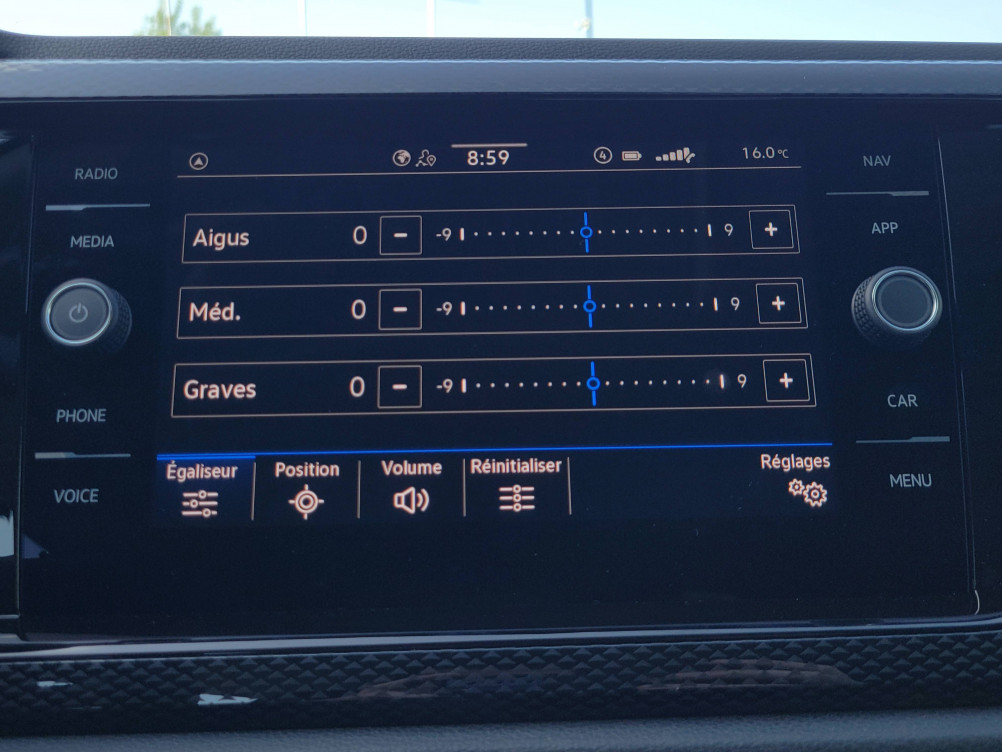 8:59
4
16.0°C
RADIO
MEDIA
PHONE
VOICE
Aigus 0 - -9 9 +
Méd. 0 - -9 9 +
Graves 0 - -9 9 +
Égaliseur
Position
Volume
Réinitialiser
Réglages
NAV
APP
CAR
MENU